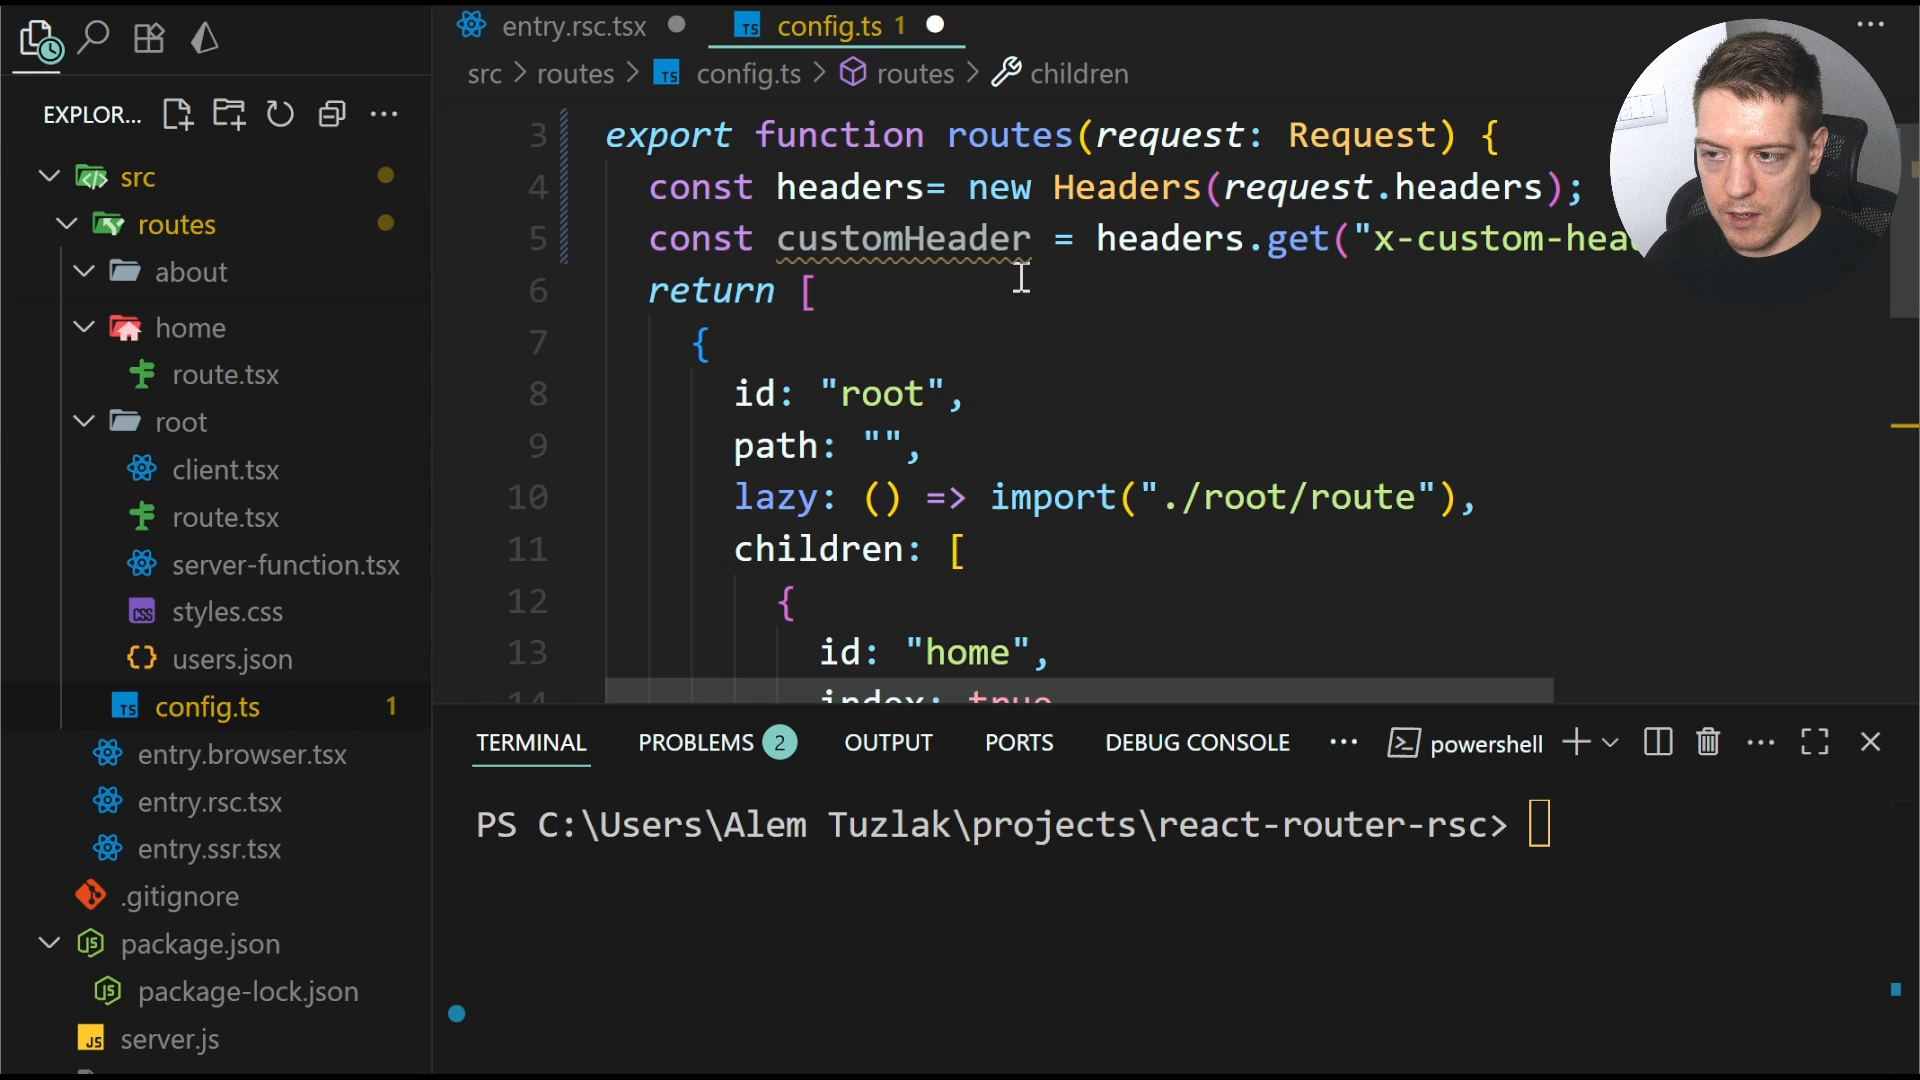 entry.rsc.tsx
config.ts 1
src > routes > config.ts > routes > children
EXPLOR...
src
routes
about
home
route.tsx
root
client.tsx
route.tsx
server-function.tsx
styles.css
users.json
config.ts 1
entry.browser.tsx
entry.rsc.tsx
entry.ssr.tsx
.gitignore
package.json
package-lock.json
server.js
3 export function routes(request: Request) {
4 const headers= new Headers(request.headers);
5 const customHeader = headers.get("x-custom-hea
6 return [
7 {
8 id: "root",
9 path: "",
10 lazy: () => import("./root/route"),
11 children: [
12 {
13 id: "home",
14 index: true
TERMINAL PROBLEMS 2 OUTPUT PORTS DEBUG CONSOLE ... powershell
PS C:\Users\Alem Tuzlak\projects\react-router-rsc>